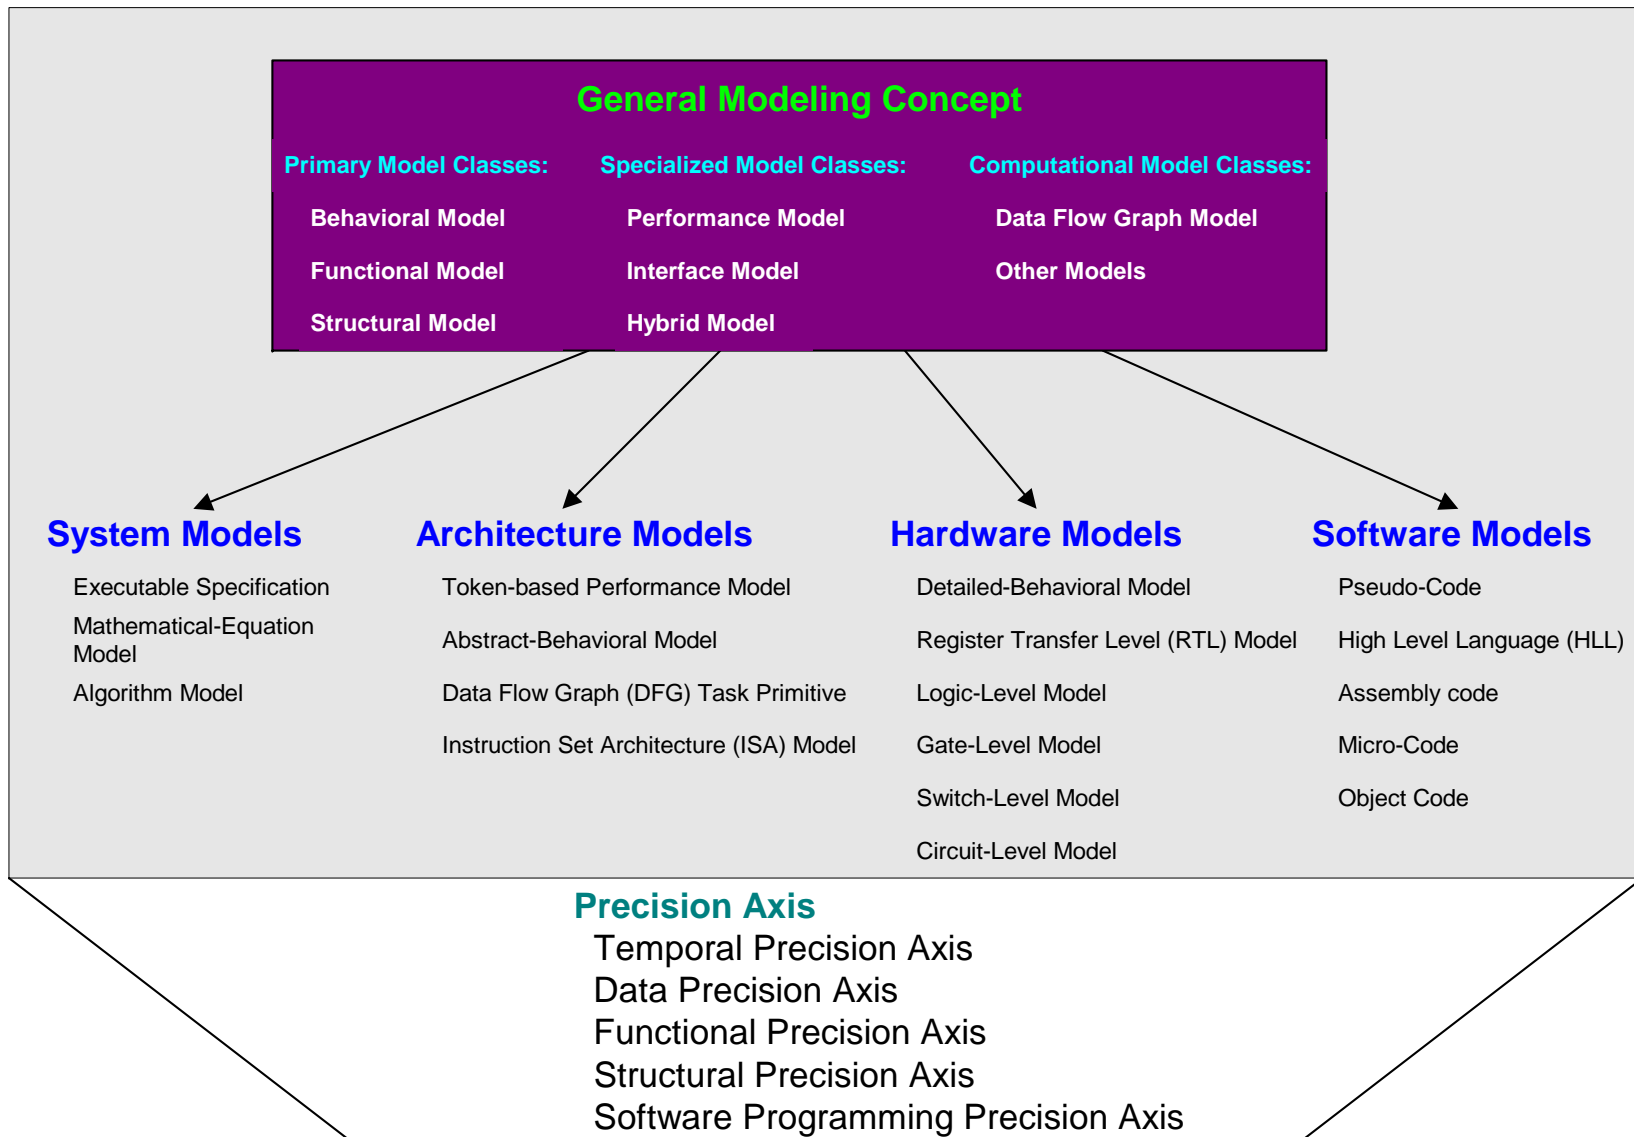 General Modeling Concept
Primary Model Classes:
Behavioral Model
Functional Model
Structural Model
Specialized Model Classes:
Performance Model
Interface Model
Hybrid Model
Computational Model Classes:
Data Flow Graph Model
Other Models
System Models
Executable Specification
Mathematical-Equation
Model
Algorithm Model
Architecture Models
Token-based Performance Model
Abstract-Behavioral Model
Data Flow Graph (DFG) Task Primitive
Instruction Set Architecture (ISA) Model
Hardware Models
Detailed-Behavioral Model
Register Transfer Level (RTL) Model
Logic-Level Model
Gate-Level Model
Switch-Level Model
Circuit-Level Model
Software Models
Pseudo-Code
High Level Language (HLL)
Assembly code
Micro-Code
Object Code
Precision Axis
Temporal Precision Axis
Data Precision Axis
Functional Precision Axis
Structural Precision Axis
Software Programming Precision Axis